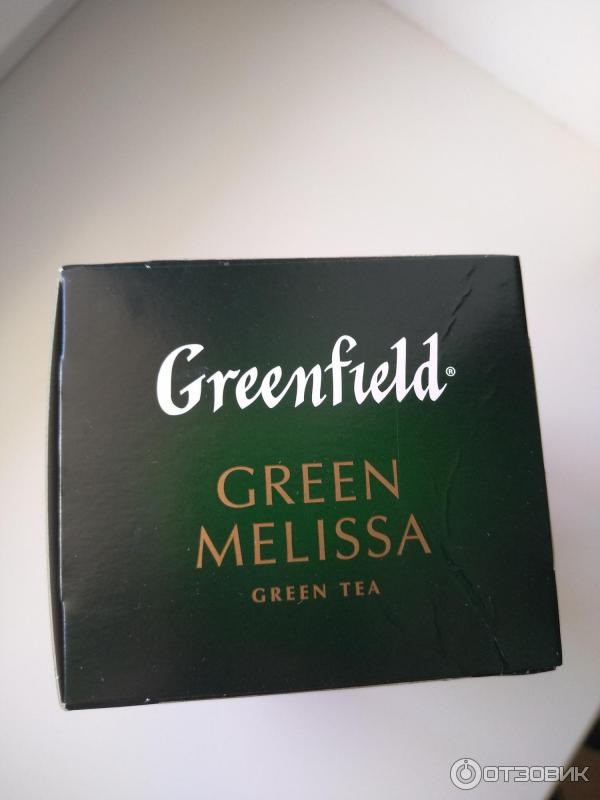 Greenfield®
GREEN
MELISSA
GREEN TEA
ОТЗОВИК